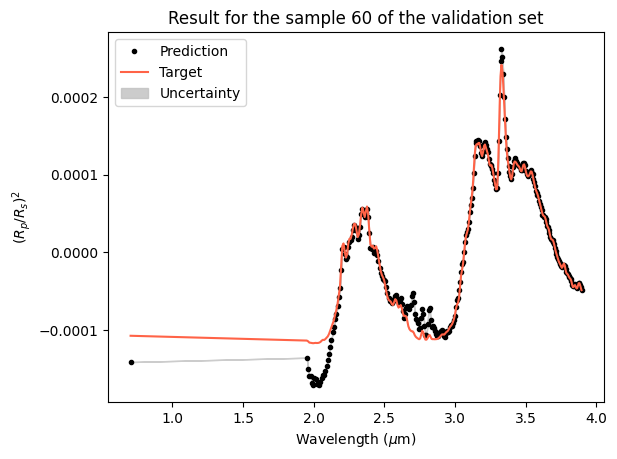 Result for the sample 60 of the validation set
Prediction
Target
Uncertainty
0.0002
0.0001
0.0000
−0.0001
(R_p/R_s)^2
1.0 1.5 2.0 2.5 3.0 3.5 4.0
Wavelength (μm)